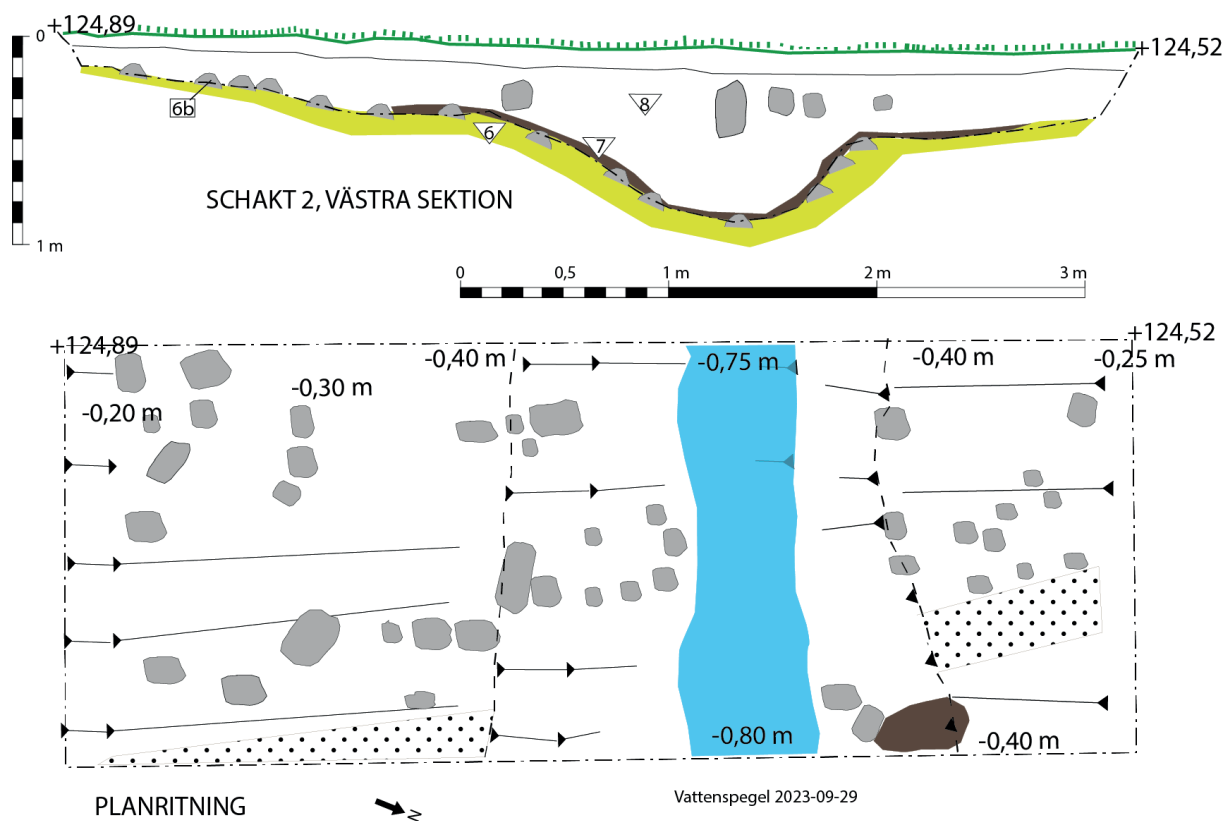 +124,89
0
+124,52
6b
6
7
8
SCHAKT 2, VÄSTRA SEKTION
1 m
0 0,5 1 m 2 m 3 m
+124,89
+124,52
-0,40 m
-0,75 m
-0,40 m
-0,25 m
-0,30 m
-0,20 m
-0,80 m
-0,40 m
PLANRITNING
N
Vattenspegel 2023-09-29